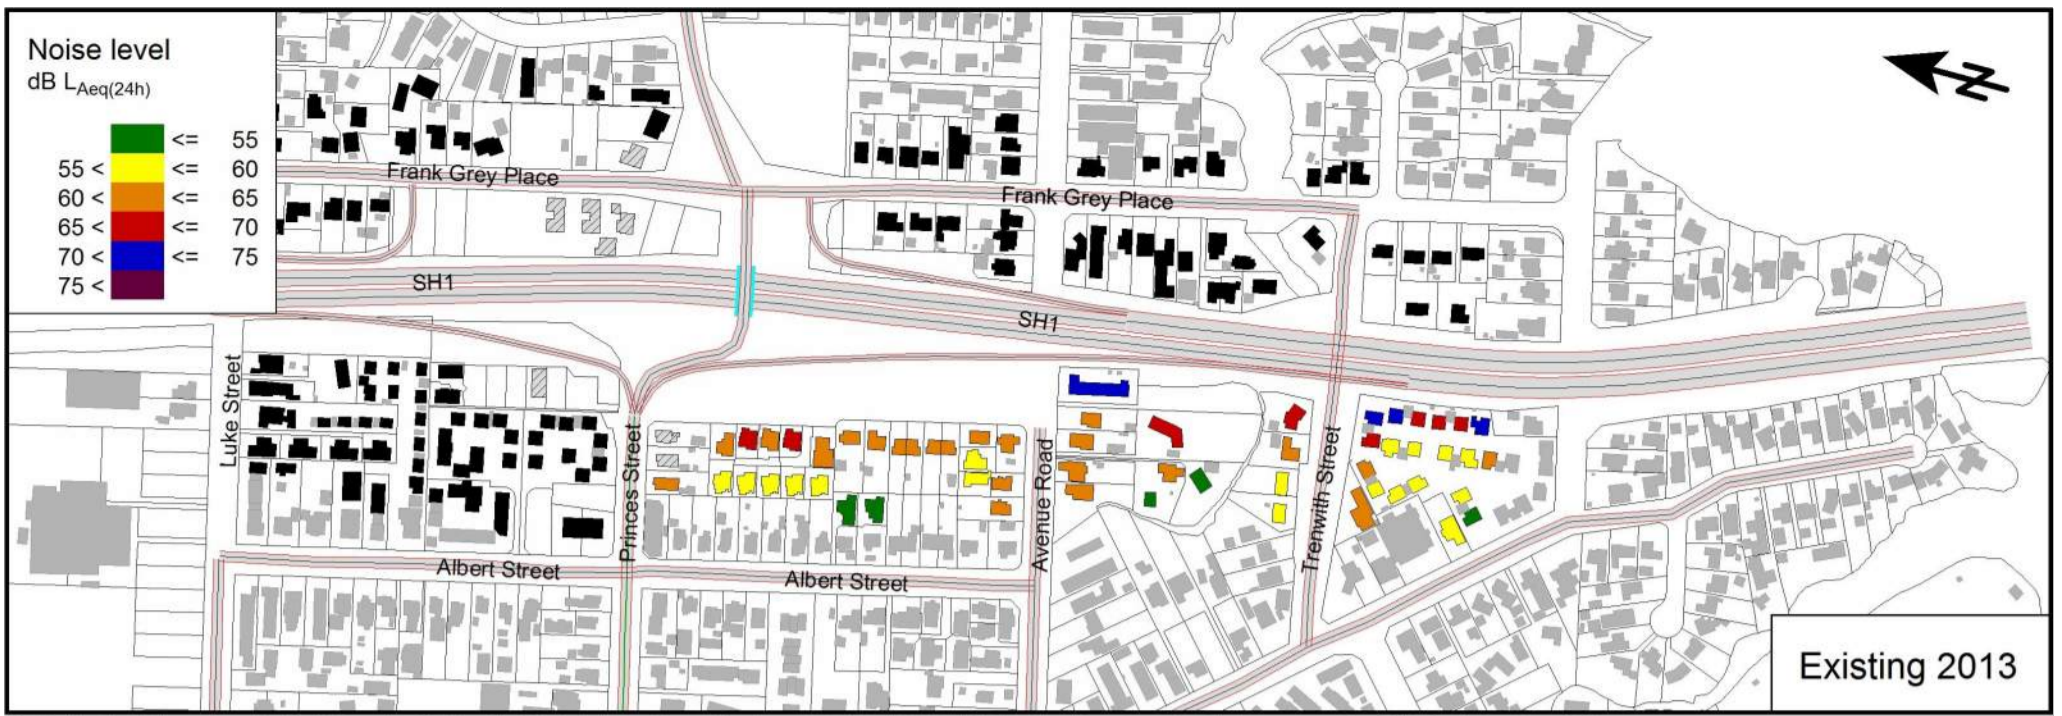 Noise level
dB LAeq(24h)
<= 55
55 < <= 60
60 < <= 65
65 < <= 70
70 < <= 75
75 <
N
Frank Grey Place
Frank Grey Place
SH1
SH1
Luke Street
Princes Street
Avenue Road
Trenwith Street
Albert Street
Albert Street
Existing 2013